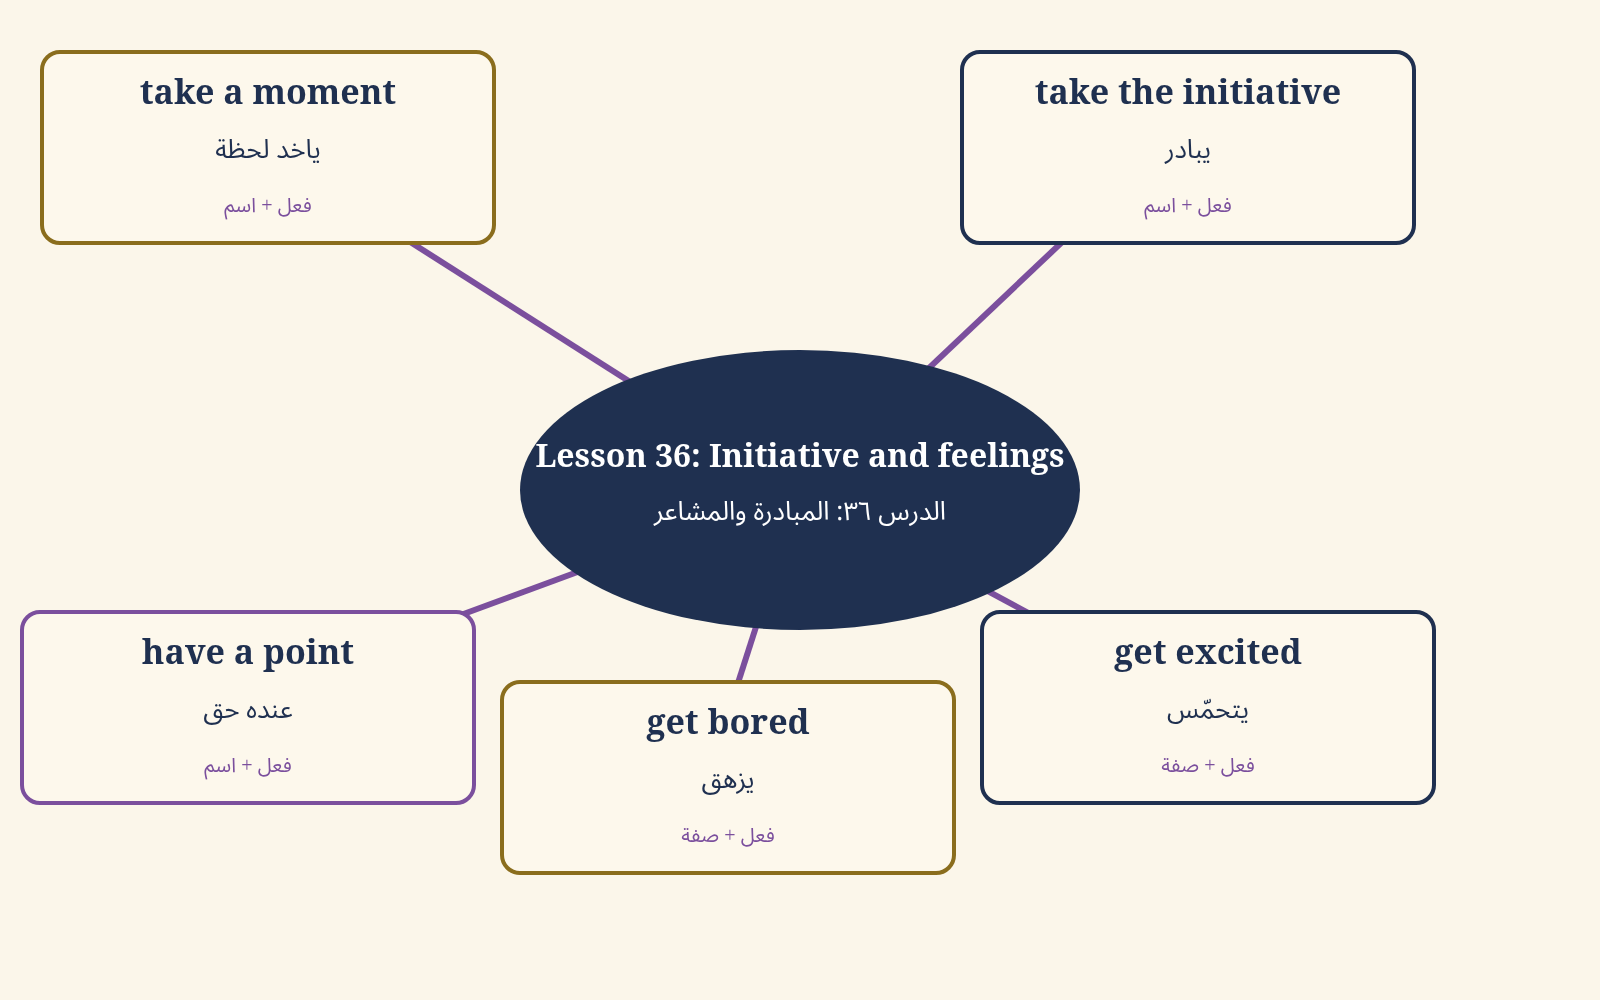 take a moment
ياخد لحظة
فعل + اسم
take the initiative
يبادر
فعل + اسم
Lesson 36: Initiative and feelings
الدرس ٣٦: المبادرة والمشاعر
have a point
عنده حق
فعل + اسم
get bored
يزهق
فعل + صفة
get excited
يتحمّس
فعل + صفة